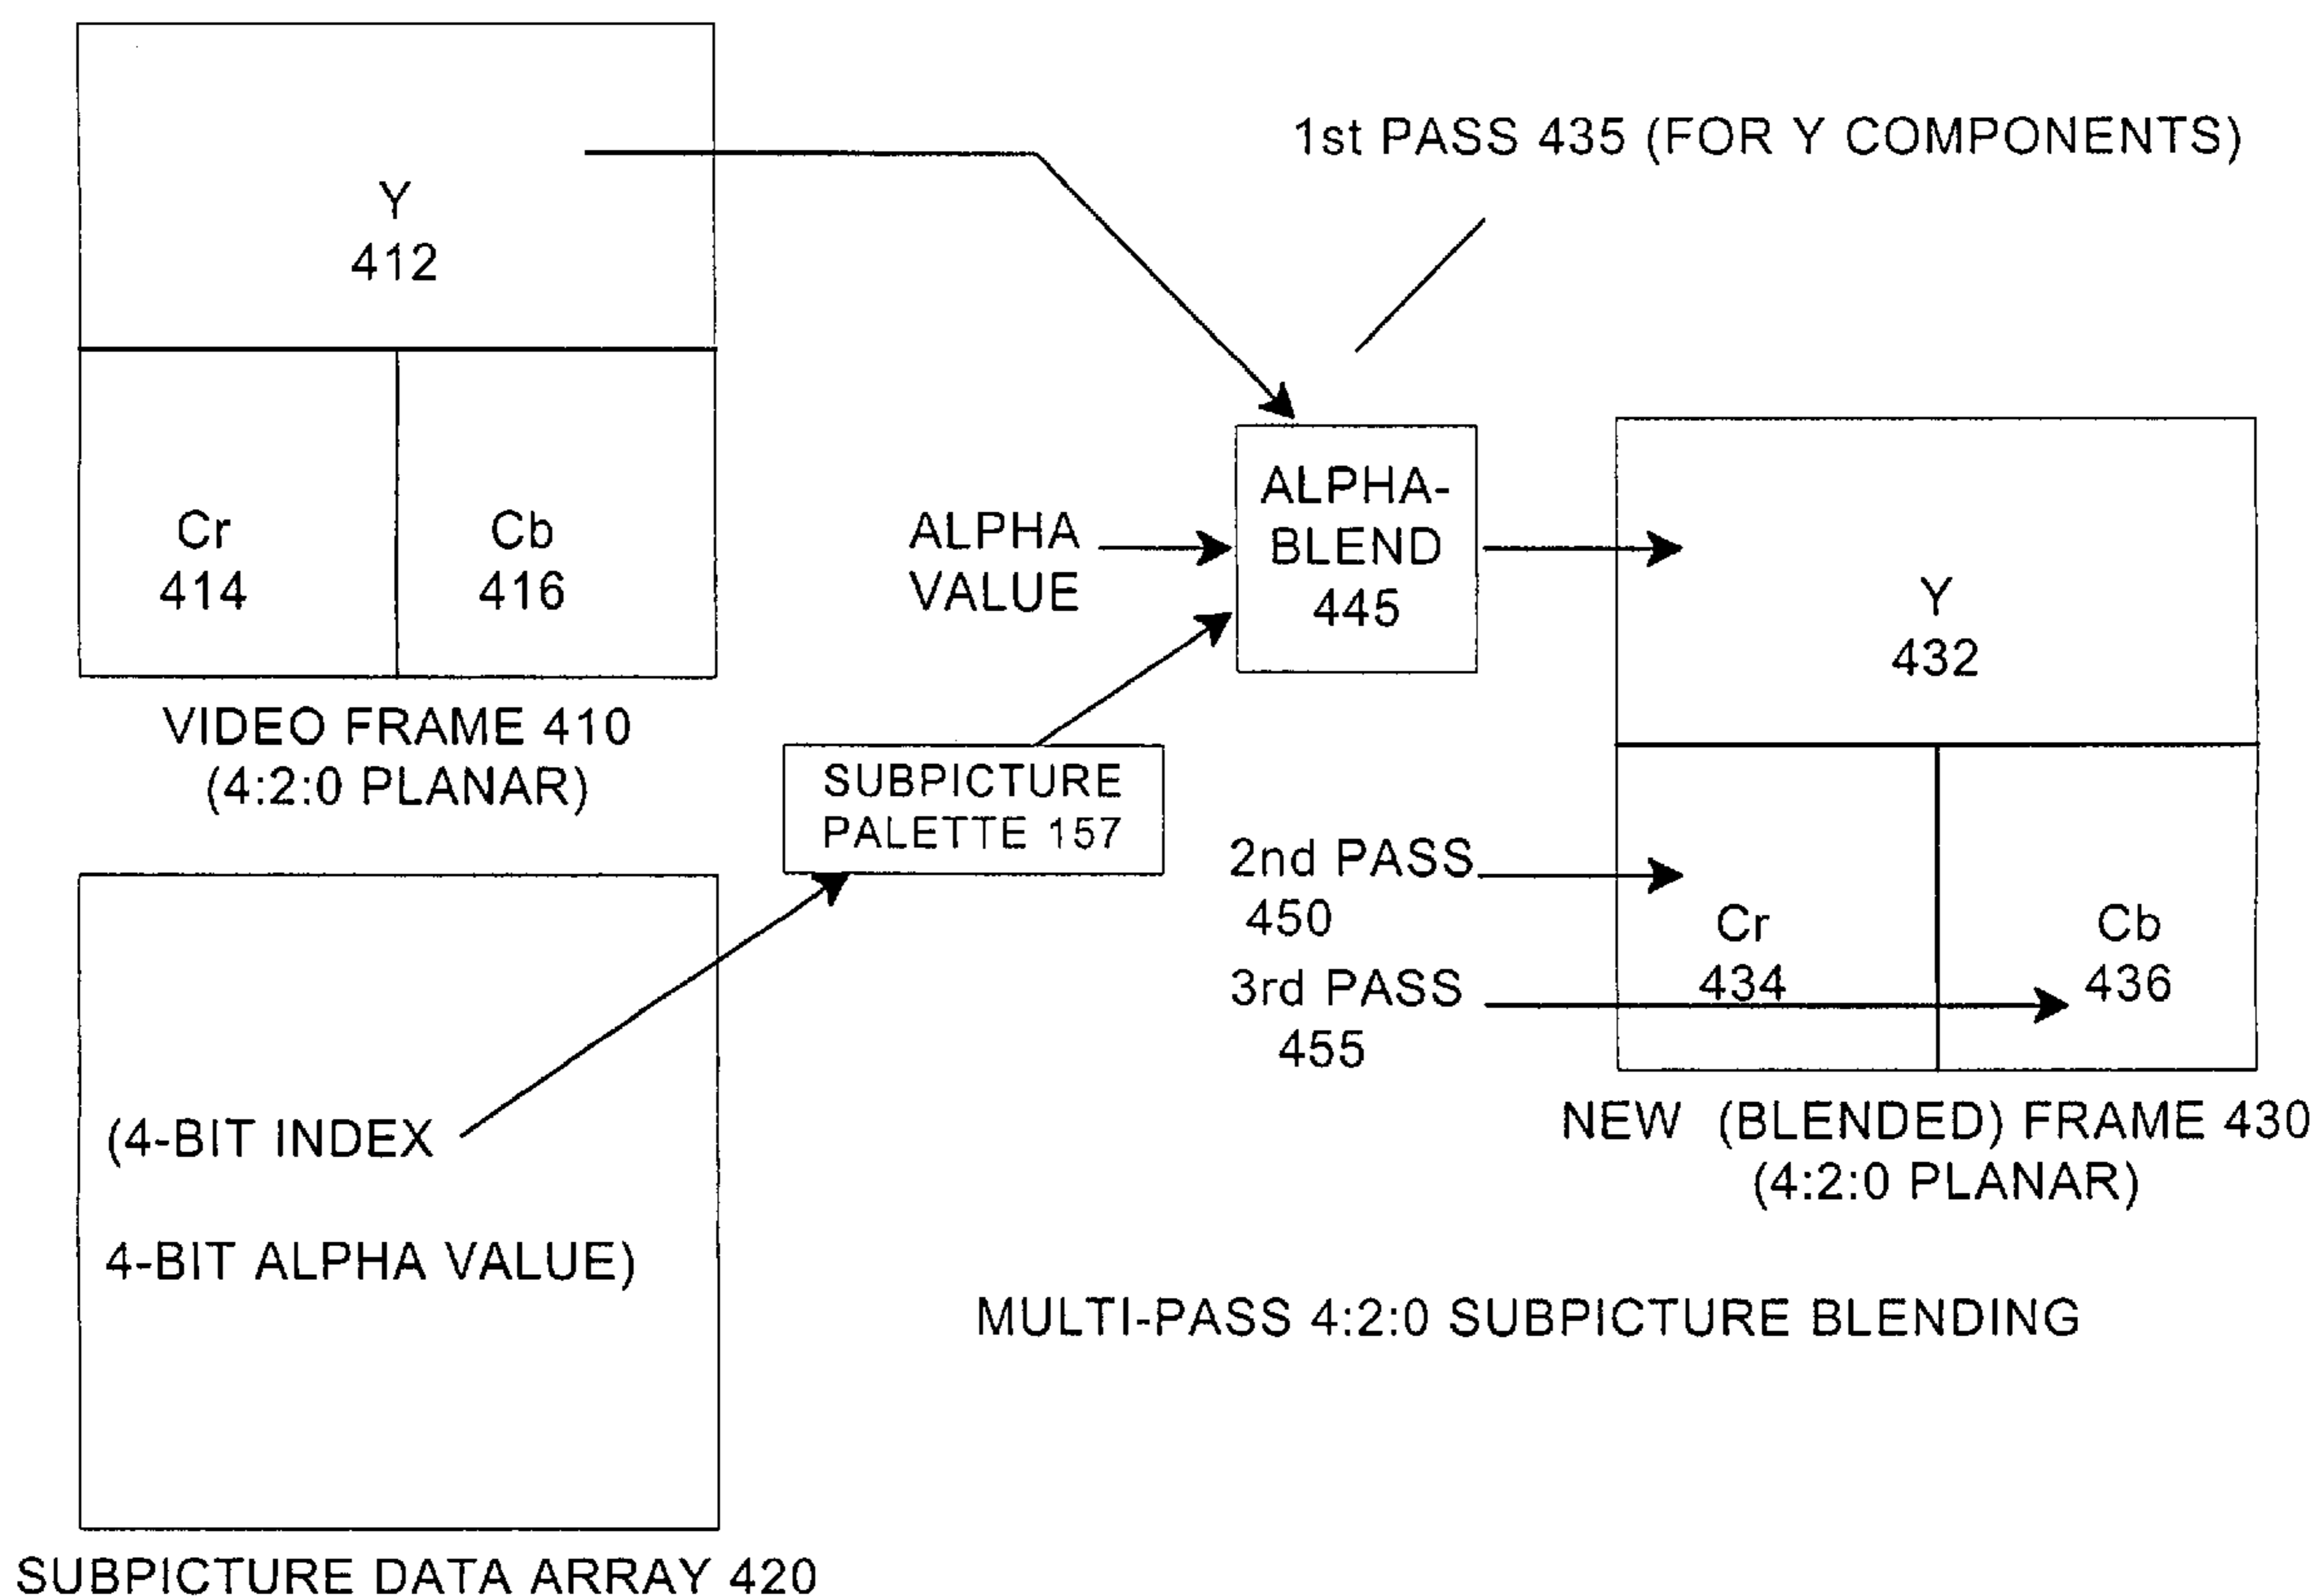 Y
412
Cr
414
Cb
416
VIDEO FRAME 410
(4:2:0 PLANAR)
1st PASS 435 (FOR Y COMPONENTS)
ALPHA
VALUE
ALPHA-
BLEND
445
SUBPICTURE
PALETTE 157
Y
432
2nd PASS
450
3rd PASS
455
Cr
434
Cb
436
NEW (BLENDED) FRAME 430
(4:2:0 PLANAR)
(4-BIT INDEX
4-BIT ALPHA VALUE)
SUBPICTURE DATA ARRAY 420
MULTI-PASS 4:2:0 SUBPICTURE BLENDING